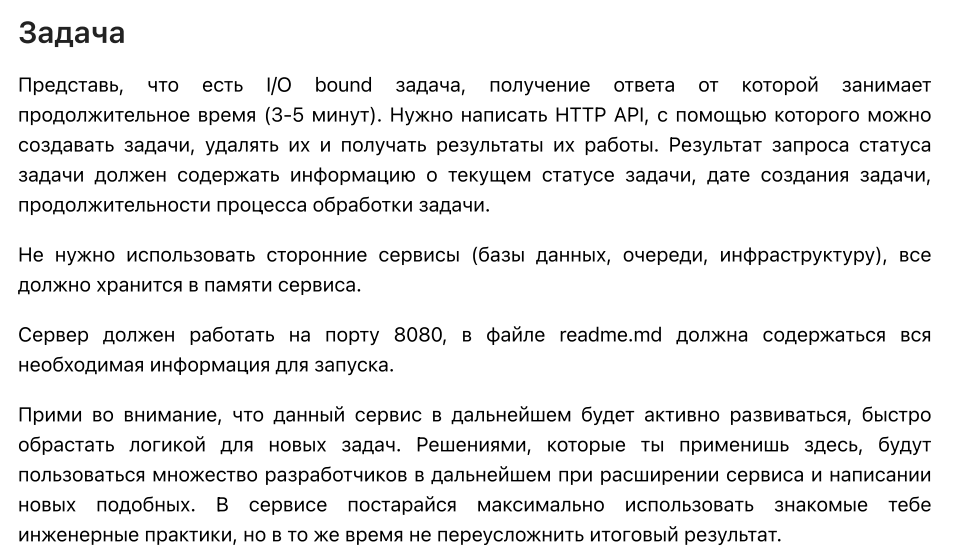 Задача
Представь, что есть I/O bound задача, получение ответа от которой занимает
продолжительное время (3-5 минут). Нужно написать HTTP API, с помощью которого можно
создавать задачи, удалять их и получать результаты их работы. Результат запроса статуса
задачи должен содержать информацию о текущем статусе задачи, дате создания задачи,
продолжительности процесса обработки задачи.
Не нужно использовать сторонние сервисы (базы данных, очереди, инфраструктуру), все
должно хранится в памяти сервиса.
Сервер должен работать на порту 8080, в файле readme.md должна содержаться вся
необходимая информация для запуска.
Прими во внимание, что данный сервис в дальнейшем будет активно развиваться, быстро
обрастать логикой для новых задач. Решениями, которые ты применишь здесь, будут
пользоваться множество разработчиков в дальнейшем при расширении сервиса и написании
новых подобных. В сервисе постарайся максимально использовать знакомые тебе
инженерные практики, но в то же время не переусложнить итоговый результат.